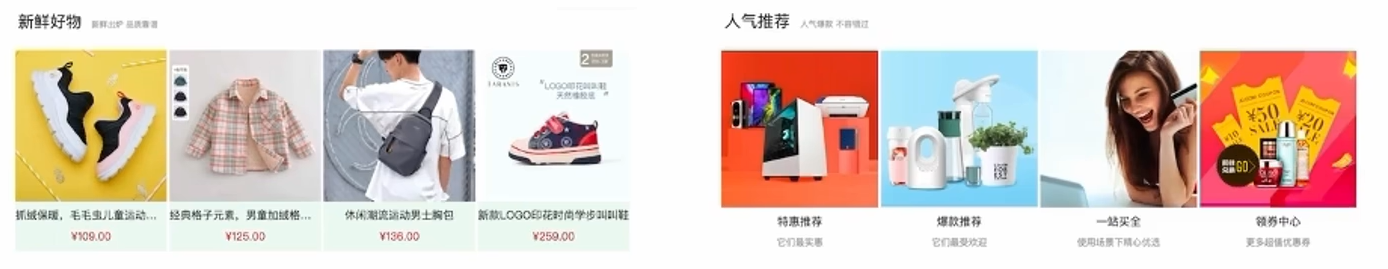 新鲜好物 新鲜出炉 品质靠谱
TARANIS
2
“LOGO印花叫叫鞋
天然橡胶底”
抓绒保暖，毛毛虫儿童运动...
¥109.00
经典格子元素，男童加绒格...
¥125.00
休闲潮流运动男士胸包
¥136.00
新款LOGO印花时尚学步叫叫鞋
¥259.00
人气推荐 人气爆款 不容错过
¥10
¥50
SALE
¥20
SALE
GO
特惠推荐
它们最实惠
爆款推荐
它们最受欢迎
一站买全
使用场景下精心优选
领券中心
更多超值优惠券